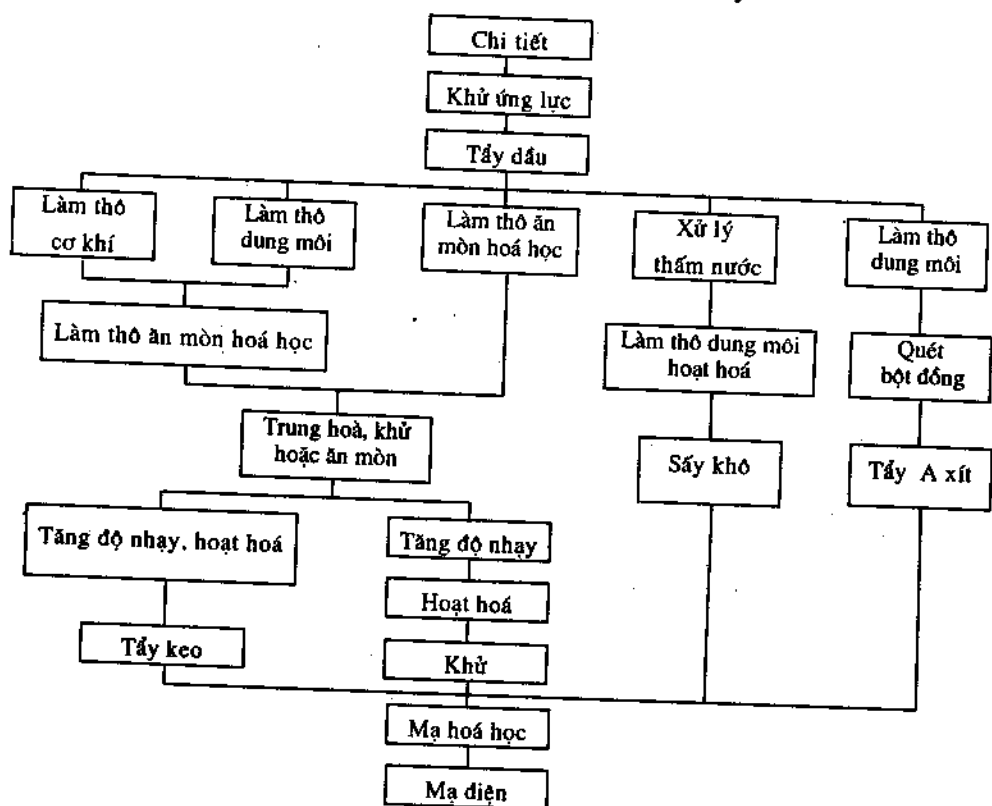 Chi tiết
Khử ứng lực
Tẩy dầu
Làm thô
cơ khí
Làm thô
dung môi
Làm thô ăn
mòn hoá học
Xử lý
thấm nước
Làm thô
dung môi
Làm thô ăn mòn hoá học
Làm thô dung môi
hoạt hoá
Quét
bột đồng
Trung hoà, khử
hoặc ăn mòn
Sấy khô
Tẩy A xít
Tăng độ nhạy, hoạt hoá
Tăng độ nhạy
Hoạt hoá
Tẩy keo
Khử
Mạ hoá học
Mạ điện